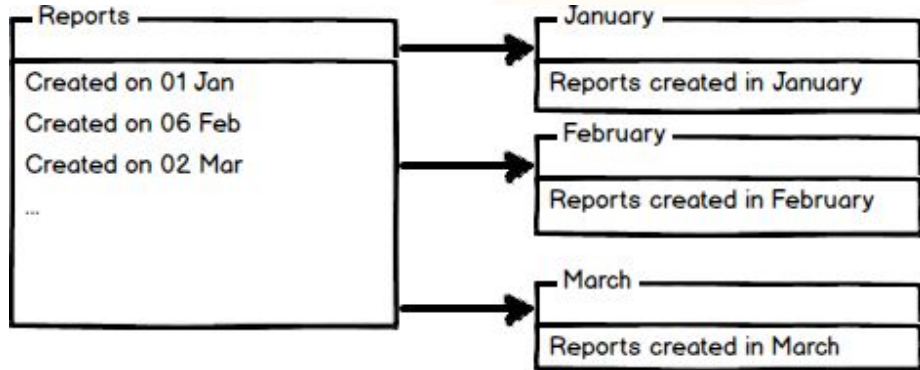 Reports
Created on 01 Jan
Created on 06 Feb
Created on 02 Mar
...
January
Reports created in January
February
Reports created in February
March
Reports created in March